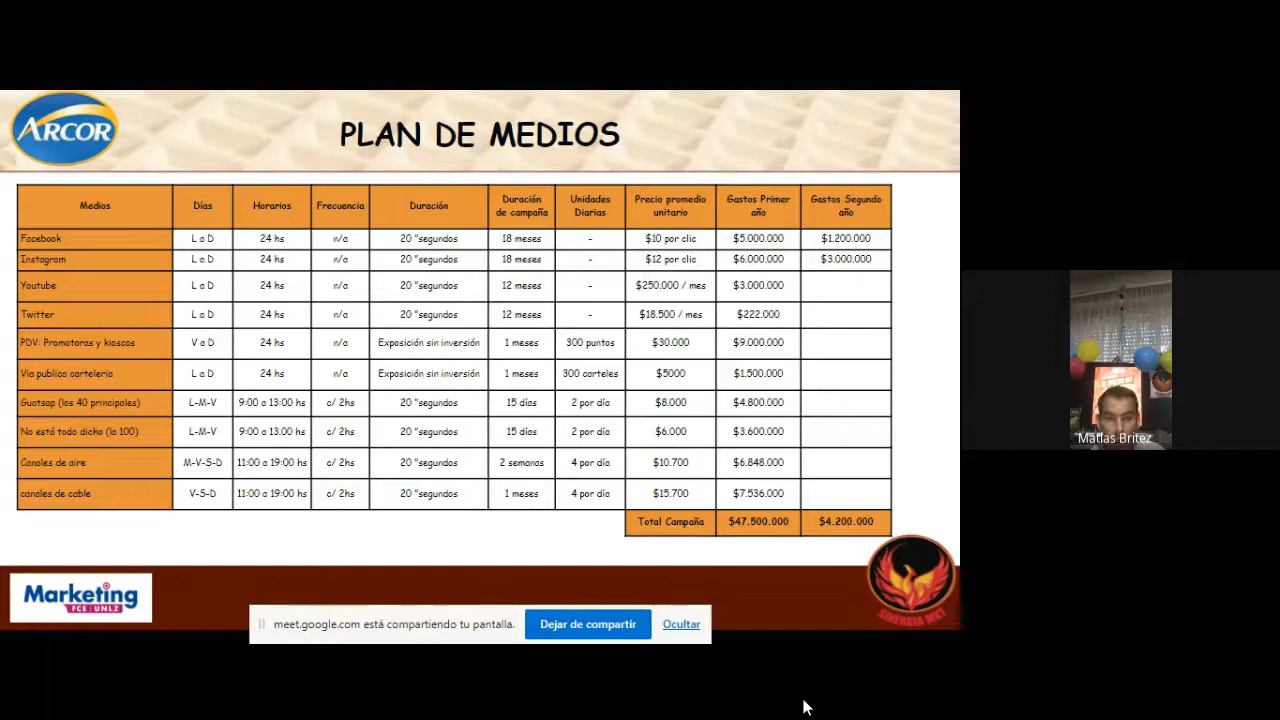 ARCOR
PLAN DE MEDIOS
Medios Días Horarios Frecuencia Duración Duración de campaña Unidades Diarias Precio promedio unitario Gastos Primer año Gastos Segundo año
Facebook L a D 24 hs n/a 20 "segundos 18 meses - $10 por clic $5.000.000 $1.200.000
Instagram L a D 24 hs n/a 20 "segundos 18 meses - $12 por clic $6.000.000 $3.000.000
Youtube L a D 24 hs n/a 20 "segundos 12 meses - $250.000 / mes $3.000.000
Twitter L a D 24 hs n/a 20 "segundos 12 meses - $18.500 / mes $222.000
PDV: Promotoras y kioscos V a D 24 hs n/a Exposición sin inversión 1 meses 300 puntos $30.000 $9.000.000
Via publica carteleria L a D 24 hs n/a Exposición sin inversión 1 meses 300 carteles $5000 $1.500.000
Guatsap (los 40 principales) L-M-V 9:00 a 13:00 hs c/ 2hs 20 "segundos 15 días 2 por día $8.000 $4.800.000
No está todo dicho (la 100) L-M-V 9:00 a 13.00 hs c/ 2hs 20 "segundos 15 días 2 por día $6.000 $3.600.000
Canales de aire M-V-S-D 11:00 a 19:00 hs c/ 2hs 20 "segundos 2 semanas 4 por día $10.700 $6.848.000
canales de cable V-S-D 11:00 a 19:00 hs c/ 2hs 20 "segundos 1 meses 4 por día $15.700 $7.536.000
Total Campaña $47.500.000 $4.200.000
Matias Britez
Marketing
FCE UNLZ
SINERGIA MKT
meet.google.com está compartiendo tu pantalla. Dejar de compartir Ocultar